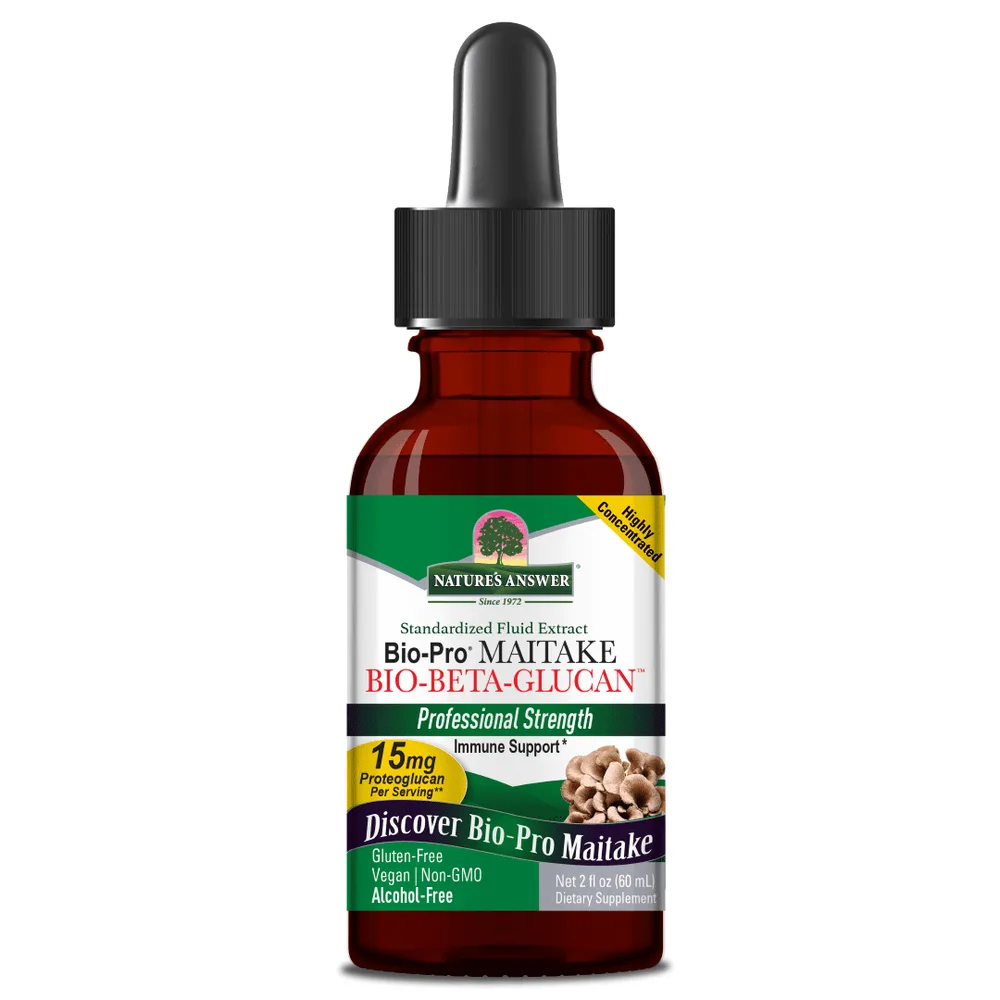 Highly
Concentrated
NATURE'S ANSWER®
Since 1972
Standardized Fluid Extract
Bio-Pro® MAITAKE
BIO-BETA-GLUCAN™
Professional Strength
Immune Support*
15mg
Proteoglucan
Per Serving**
Discover Bio-Pro Maitake
Gluten-Free
Vegan | Non-GMO
Alcohol-Free
Net 2 fl oz (60 mL)
Dietary Supplement